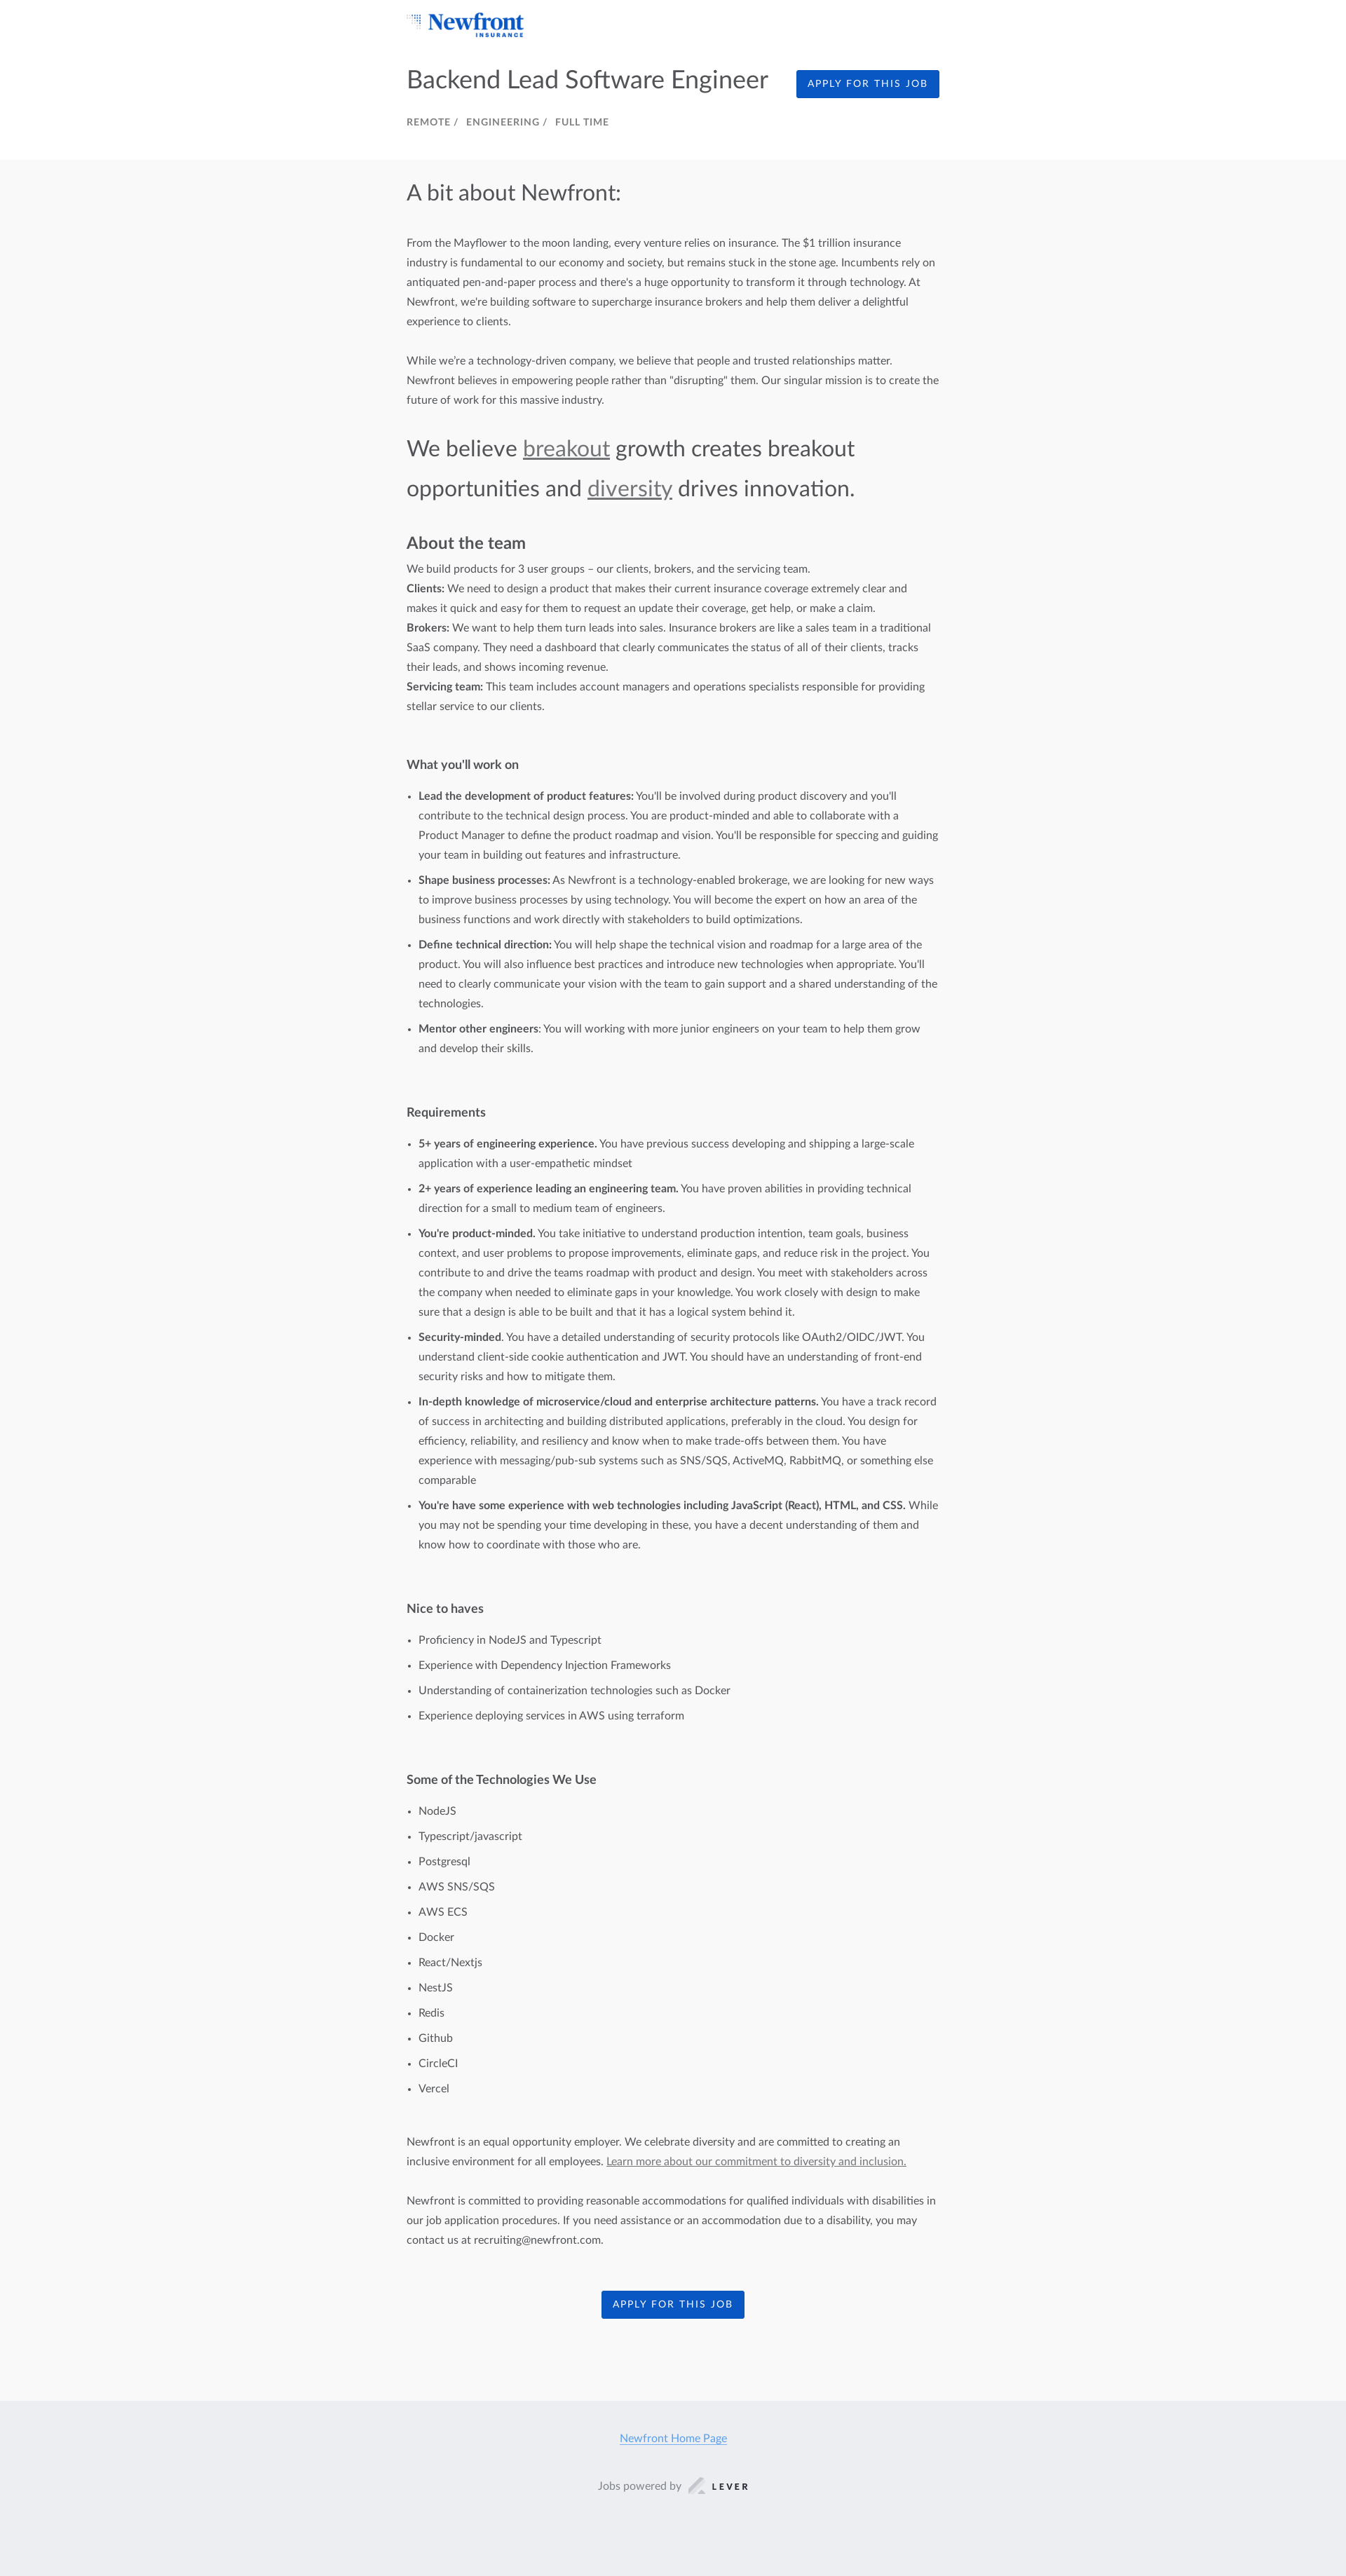 Newfront
INSURANCE
Backend Lead Software Engineer
APPLY FOR THIS JOB
REMOTE / ENGINEERING / FULL TIME
A bit about Newfront:
From the Mayflower to the moon landing, every venture relies on insurance. The $1 trillion insurance
industry is fundamental to our economy and society, but remains stuck in the stone age. Incumbents rely on
antiquated pen-and-paper process and there's a huge opportunity to transform it through technology. At
Newfront, we're building software to supercharge insurance brokers and help them deliver a delightful
experience to clients.
While we're a technology-driven company, we believe that people and trusted relationships matter.
Newfront believes in empowering people rather than "disrupting" them. Our singular mission is to create the
future of work for this massive industry.
We believe breakout growth creates breakout
opportunities and diversity drives innovation.
About the team
We build products for 3 user groups – our clients, brokers, and the servicing team.
Clients: We need to design a product that makes their current insurance coverage extremely clear and
makes it quick and easy for them to request an update their coverage, get help, or make a claim.
Brokers: We want to help them turn leads into sales. Insurance brokers are like a sales team in a traditional
SaaS company. They need a dashboard that clearly communicates the status of all of their clients, tracks
their leads, and shows incoming revenue.
Servicing team: This team includes account managers and operations specialists responsible for providing
stellar service to our clients.
What you'll work on
• Lead the development of product features: You'll be involved during product discovery and you'll
contribute to the technical design process. You are product-minded and able to collaborate with a
Product Manager to define the product roadmap and vision. You'll be responsible for speccing and guiding
your team in building out features and infrastructure.
• Shape business processes: As Newfront is a technology-enabled brokerage, we are looking for new ways
to improve business processes by using technology. You will become the expert on how an area of the
business functions and work directly with stakeholders to build optimizations.
• Define technical direction: You will help shape the technical vision and roadmap for a large area of the
product. You will also influence best practices and introduce new technologies when appropriate. You'll
need to clearly communicate your vision with the team to gain support and a shared understanding of the
technologies.
• Mentor other engineers: You will working with more junior engineers on your team to help them grow
and develop their skills.
Requirements
• 5+ years of engineering experience. You have previous success developing and shipping a large-scale
application with a user-empathetic mindset
• 2+ years of experience leading an engineering team. You have proven abilities in providing technical
direction for a small to medium team of engineers.
• You're product-minded. You take initiative to understand production intention, team goals, business
context, and user problems to propose improvements, eliminate gaps, and reduce risk in the project. You
contribute to and drive the teams roadmap with product and design. You meet with stakeholders across
the company when needed to eliminate gaps in your knowledge. You work closely with design to make
sure that a design is able to be built and that it has a logical system behind it.
• Security-minded. You have a detailed understanding of security protocols like OAuth2/OIDC/JWT. You
understand client-side cookie authentication and JWT. You should have an understanding of front-end
security risks and how to mitigate them.
• In-depth knowledge of microservice/cloud and enterprise architecture patterns. You have a track record
of success in architecting and building distributed applications, preferably in the cloud. You design for
efficiency, reliability, and resiliency and know when to make trade-offs between them. You have
experience with messaging/pub-sub systems such as SNS/SQS, ActiveMQ, RabbitMQ, or something else
comparable
• You're have some experience with web technologies including JavaScript (React), HTML, and CSS. While
you may not be spending your time developing in these, you have a decent understanding of them and
know how to coordinate with those who are.
Nice to haves
• Proficiency in NodeJS and Typescript
• Experience with Dependency Injection Frameworks
• Understanding of containerization technologies such as Docker
• Experience deploying services in AWS using terraform
Some of the Technologies We Use
• NodeJS
• Typescript/javascript
• Postgresql
• AWS SNS/SQS
• AWS ECS
• Docker
• React/Nextjs
• NestJS
• Redis
• Github
• CircleCI
• Vercel
Newfront is an equal opportunity employer. We celebrate diversity and are committed to creating an
inclusive environment for all employees. Learn more about our commitment to diversity and inclusion.
Newfront is committed to providing reasonable accommodations for qualified individuals with disabilities in
our job application procedures. If you need assistance or an accommodation due to a disability, you may
contact us at recruiting@newfront.com.
APPLY FOR THIS JOB
Newfront Home Page
Jobs powered by LEVER